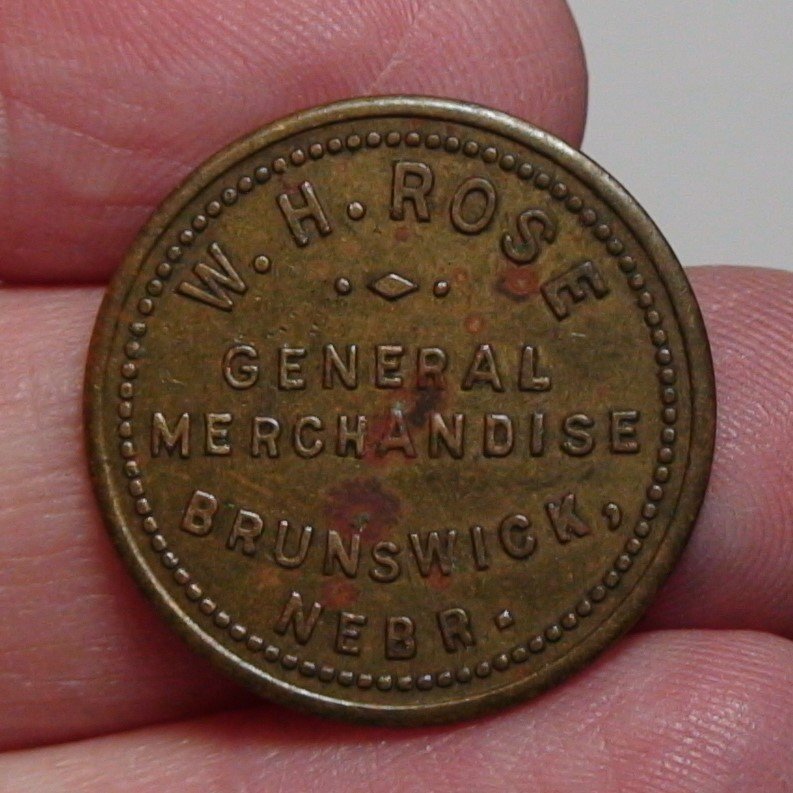 W. H. ROSE
GENERAL
MERCHANDISE
BRUNSWICK,
NEBR.